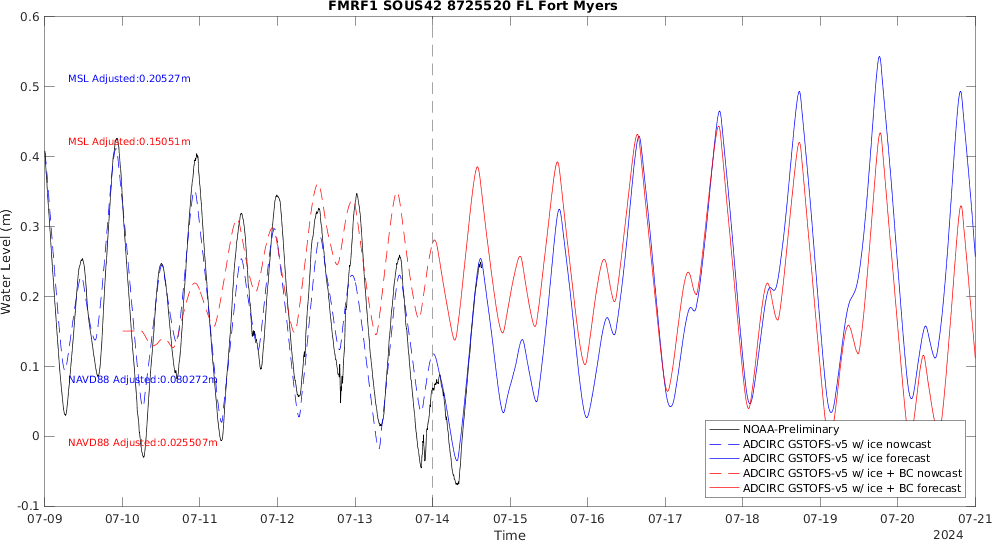 FMRF1 SOUS42 8725520 FL Fort Myers
0.6
0.5
0.4
0.3
0.2
0.1
0
-0.1
Water Level (m)
MSL Adjusted:0.20527m
MSL Adjusted:0.15051m
NAVD88 Adjusted:0.080272m
NAVD88 Adjusted:0.025507m
NOAA-Preliminary
ADCIRC GSTOFS-v5 w/ ice nowcast
ADCIRC GSTOFS-v5 w/ ice forecast
ADCIRC GSTOFS-v5 w/ ice + BC nowcast
ADCIRC GSTOFS-v5 w/ ice + BC forecast
07-09 07-10 07-11 07-12 07-13 07-14 07-15 07-16 07-17 07-18 07-19 07-20 07-21
Time
2024